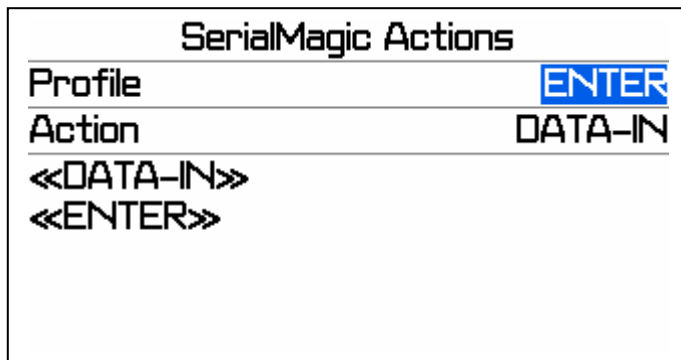 SerialMagic Actions
Profile ENTER
Action DATA-IN
«DATA-IN»
«ENTER»